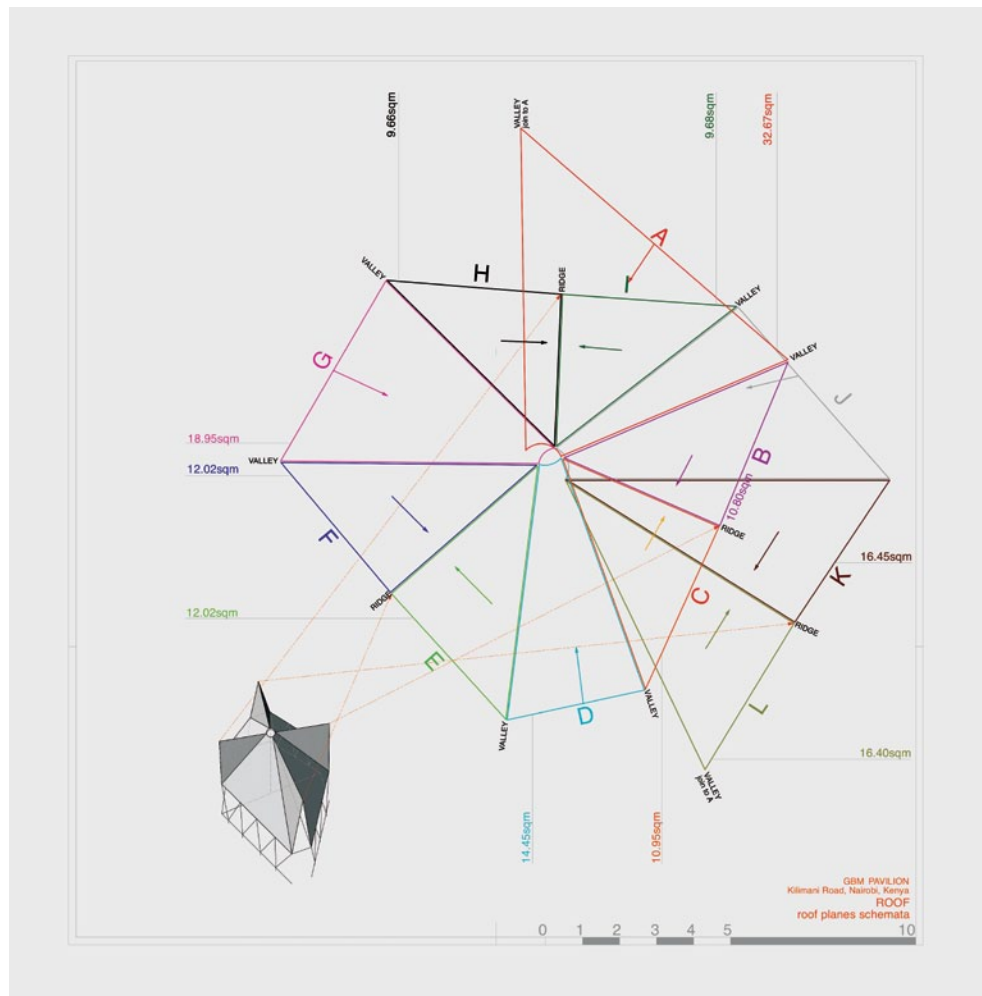 9.66sqm
VALLEY
join to A
9.68sqm
32.67sqm
A
VALLEY
H
RIDGE
I
VALLEY
G
VALLEY
J
18.95sqm
VALLEY
12.02sqm
B
10.80sqm
F
RIDGE
16.45sqm
K
RIDGE
C
12.02sqm
RIDGE
E
VALLEY
D
VALLEY
L
16.40sqm
VALLEY
join to A
14.45sqm
10.95sqm
GBM PAVILION
Kilimani Road, Nairobi, Kenya
ROOF
roof planes schemata
0 1 2 3 4 5 10